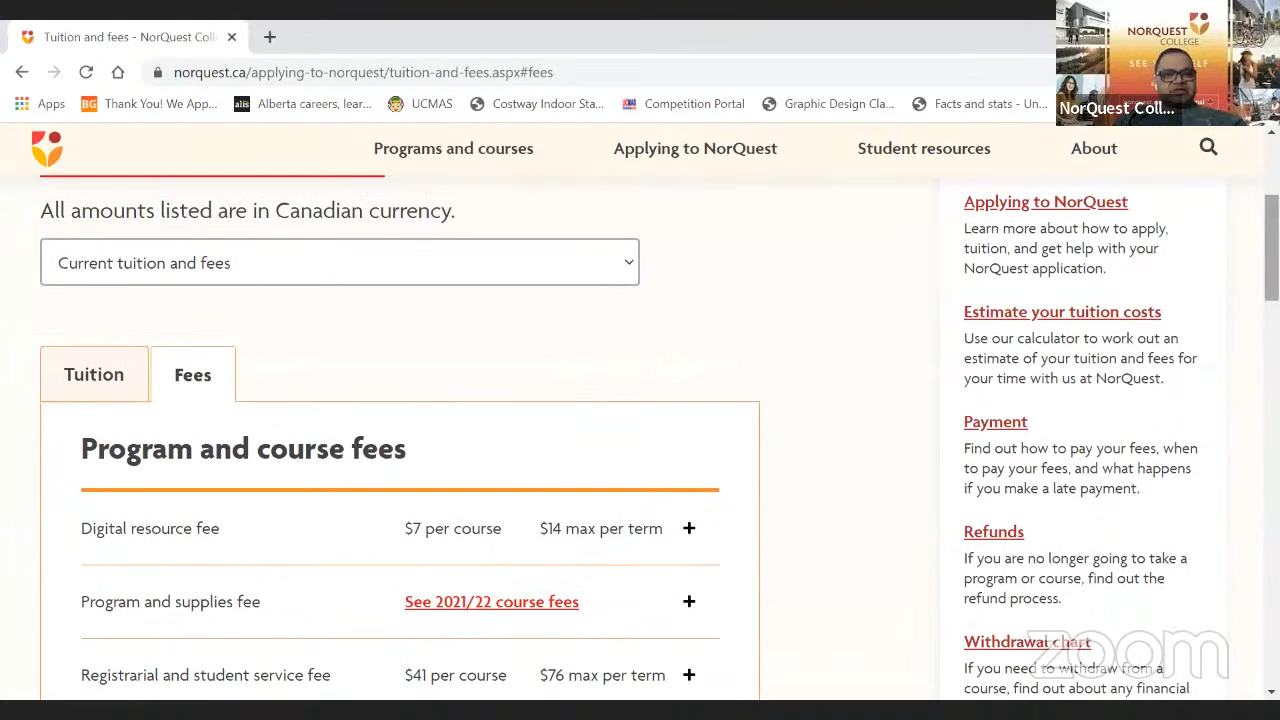 Tuition and fees - NorQuest Coll
norquest.ca/applying-to-norquest/tuition-and-fees.aspx#fees
Apps
Thank You! We App...
Alberta careers, lear...
UCMAS
Costway Indoor Sta...
Competition Portal
Graphic Design Cla...
Facts and stats - Un...
NORQUEST
COLLEGE
NorQuest Coll...
Programs and courses
Applying to NorQuest
Student resources
About
All amounts listed are in Canadian currency.
Current tuition and fees
Tuition
Fees
Program and course fees
Digital resource fee $7 per course $14 max per term +
Program and supplies fee See 2021/22 course fees +
Registrarial and student service fee $41 per course $76 max per term +
Applying to NorQuest
Learn more about how to apply,
tuition, and get help with your
NorQuest application.
Estimate your tuition costs
Use our calculator to work out an
estimate of your tuition and fees for
your time with us at NorQuest.
Payment
Find out how to pay your fees, when
to pay your fees, and what happens
if you make a late payment.
Refunds
If you are no longer going to take a
program or course, find out the
refund process.
Withdrawal chart
If you need to withdraw from a
course, find out about any financial
zoom